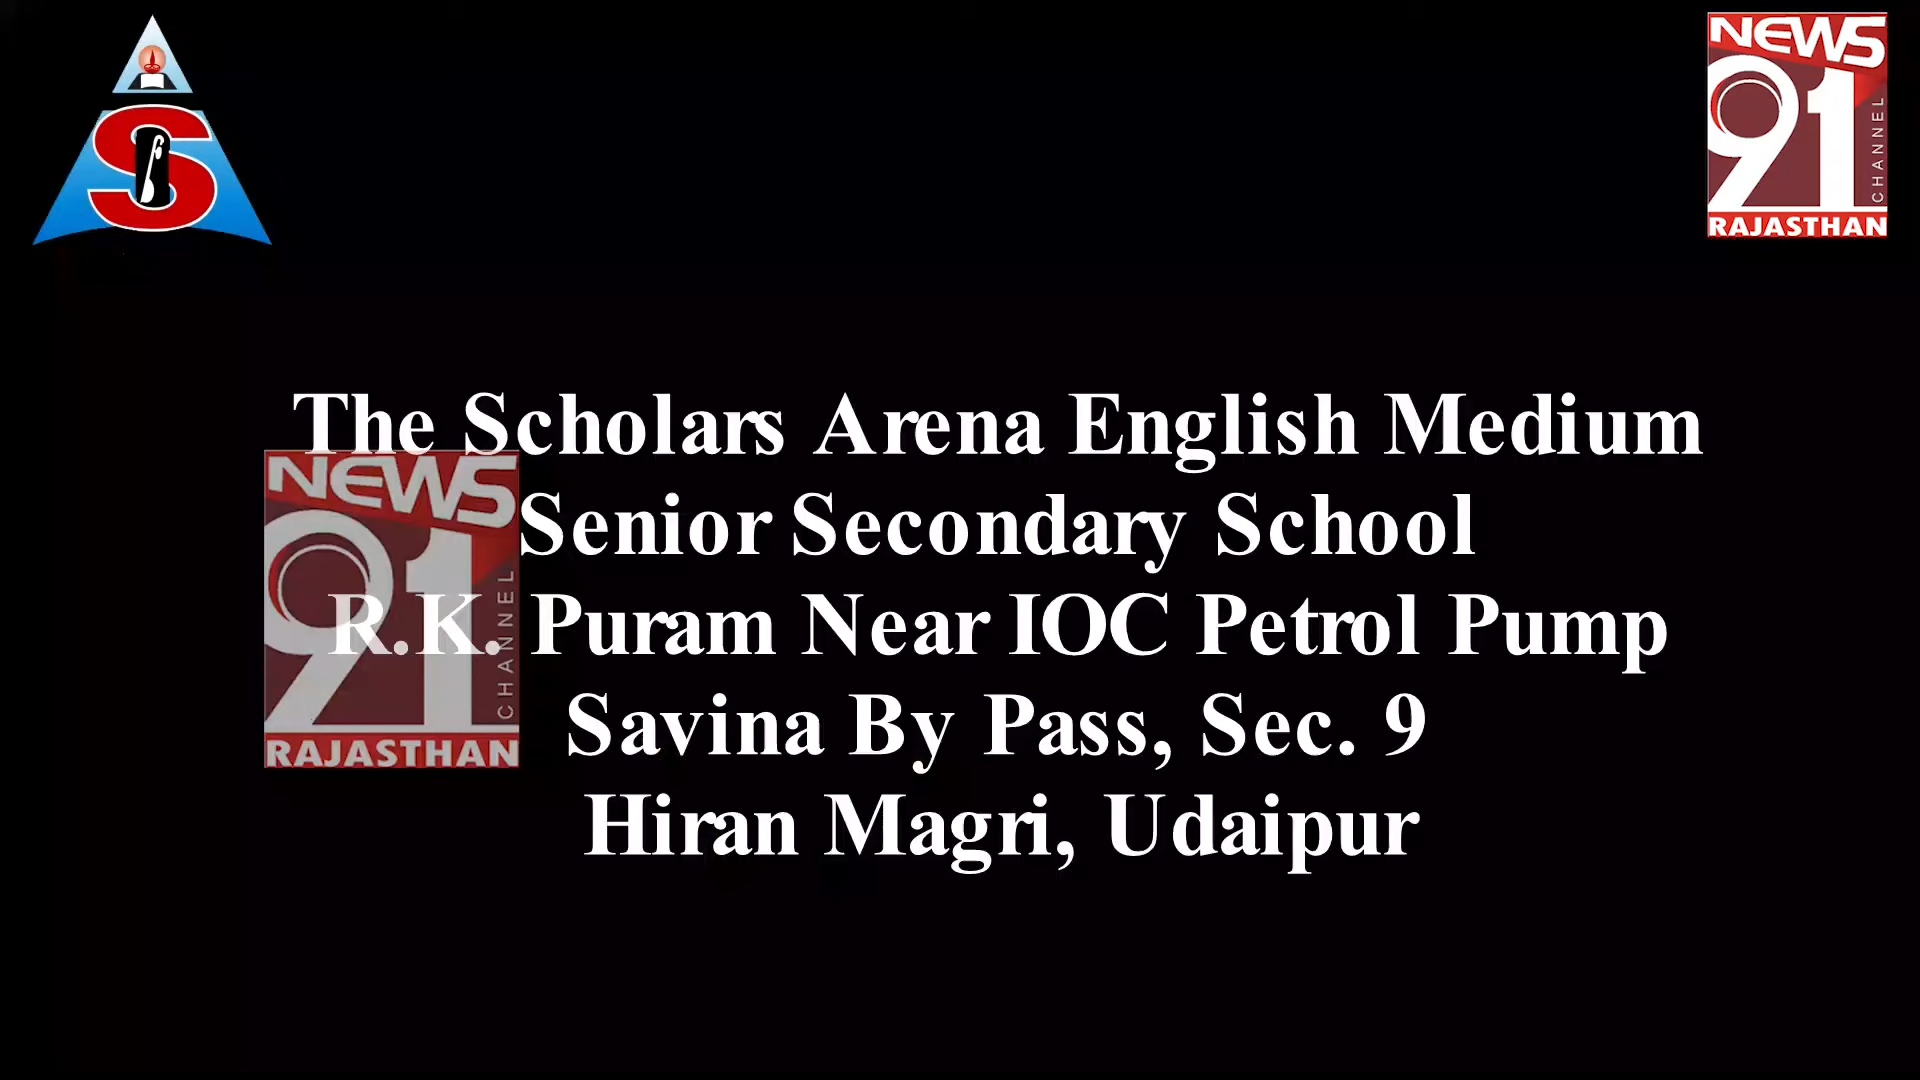 S
NEWS
91
CHANNEL
RAJASTHAN
The Scholars Arena English Medium
Senior Secondary School
R.K. Puram Near IOC Petrol Pump
Savina By Pass, Sec. 9
Hiran Magri, Udaipur
NEWS
91
CHANNEL
RAJASTHAN